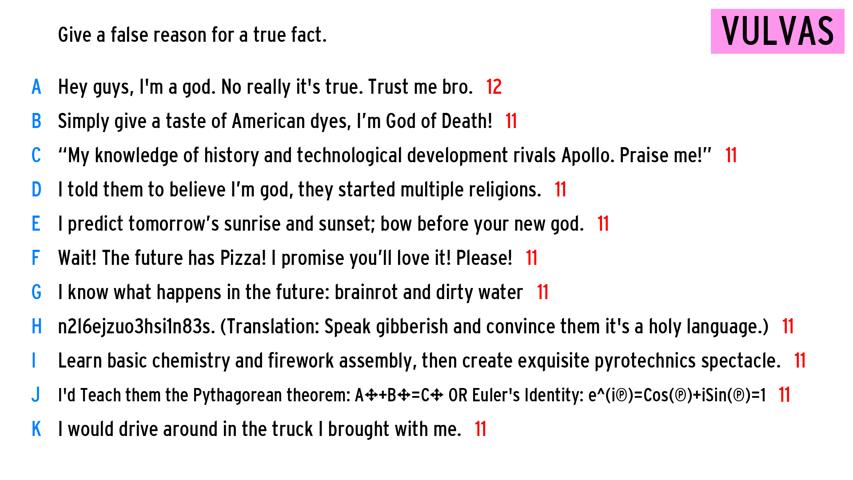 Give a false reason for a true fact.
VULVAS
A Hey guys, I'm a god. No really it's true. Trust me bro. 12
B Simply give a taste of American dyes, I'm God of Death! 11
C “My knowledge of history and technological development rivals Apollo. Praise me!” 11
D I told them to believe I'm god, they started multiple religions. 11
E I predict tomorrow's sunrise and sunset; bow before your new god. 11
F Wait! The future has Pizza! I promise you'll love it! Please! 11
G I know what happens in the future: brainrot and dirty water 11
H n2l6ejzuo3hsi1n83s. (Translation: Speak gibberish and convince them it's a holy language.) 11
I Learn basic chemistry and firework assembly, then create exquisite pyrotechnics spectacle. 11
J I'd Teach them the Pythagorean theorem: A✣+B✣=C✣ OR Euler's Identity: e^(i℗)=Cos(℗)+iSin(℗)=1 11
K I would drive around in the truck I brought with me. 11